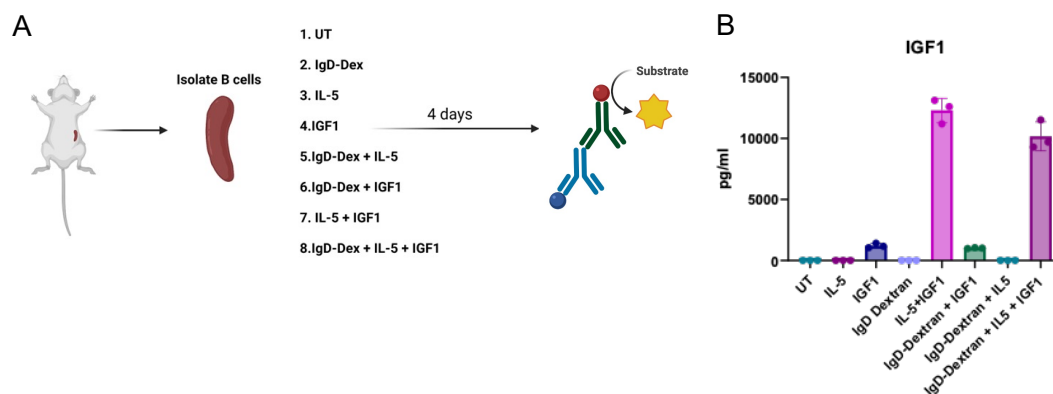 A
Isolate B cells
1. UT
2. IgD-Dex
3. IL-5
4.IGF1
5.IgD-Dex + IL-5
6.IgD-Dex + IGF1
7. IL-5 + IGF1
8.IgD-Dex + IL-5 + IGF1
4 days
Substrate
B
IGF1
pg/ml
15000
10000
5000
0
UT
IL-5
IGF1
IgD Dextran
IL-5+IGF1
IgD-Dextran + IGF1
IgD-Dextran + IL5
IgD-Dextran + IL5 + IGF1